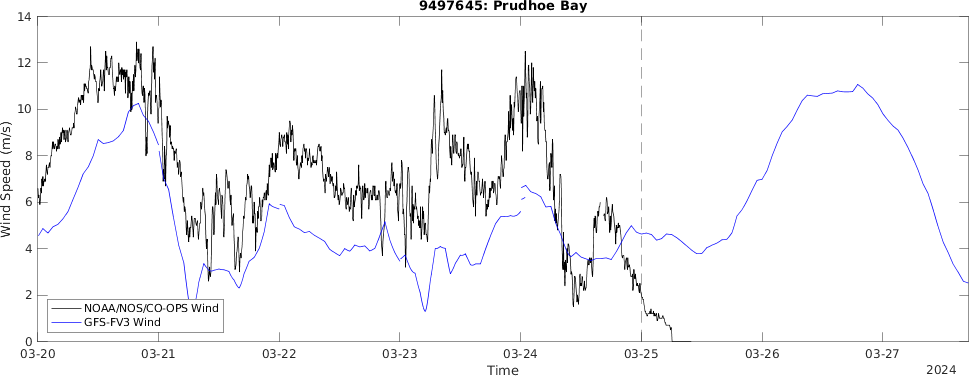 9497645: Prudhoe Bay
Wind Speed (m/s)
14
12
10
8
6
4
2
0
NOAA/NOS/CO-OPS Wind
GFS-FV3 Wind
03-20 03-21 03-22 03-23 03-24 03-25 03-26 03-27
Time
2024